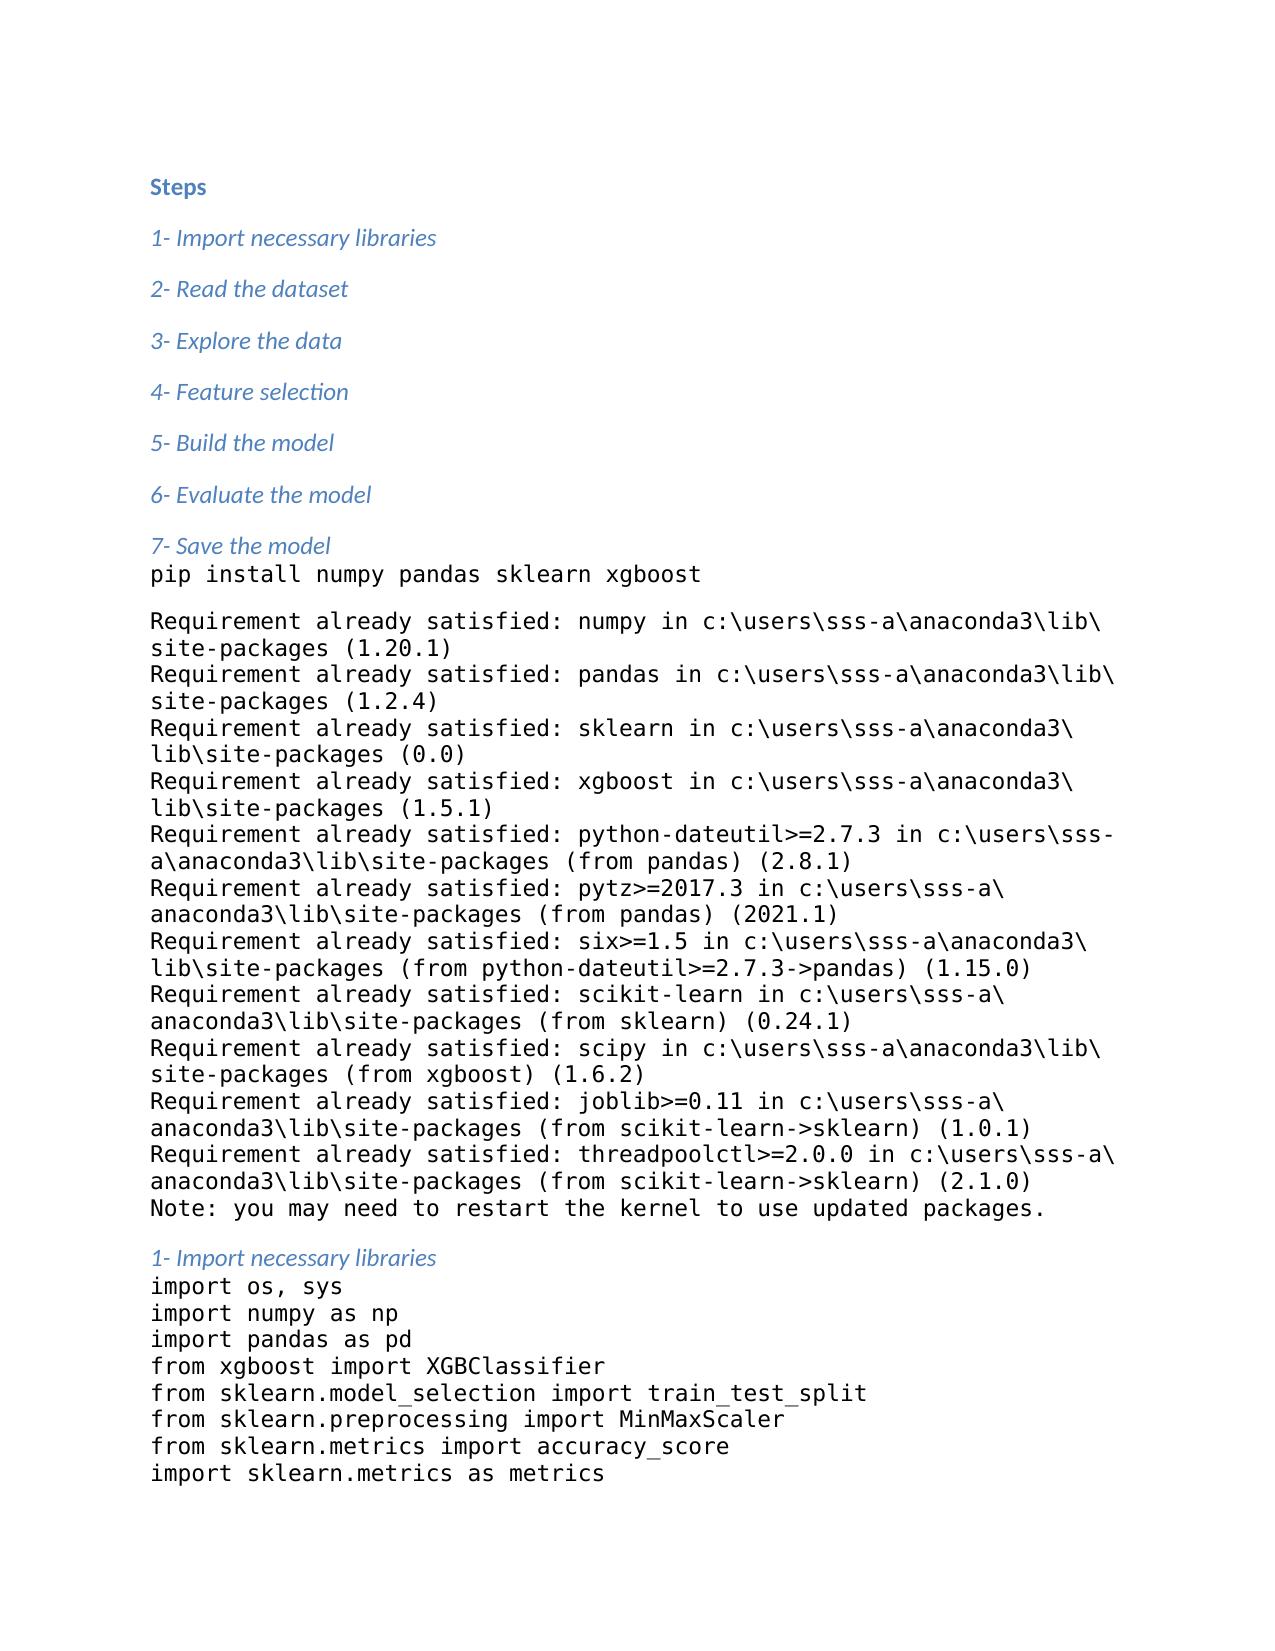 Steps
1- Import necessary libraries
2- Read the dataset
3- Explore the data
4- Feature selection
5- Build the model
6- Evaluate the model
7- Save the model
pip install numpy pandas sklearn xgboost
Requirement already satisfied: numpy in c:\users\sss-a\anaconda3\lib\
site-packages (1.20.1)
Requirement already satisfied: pandas in c:\users\sss-a\anaconda3\lib\
site-packages (1.2.4)
Requirement already satisfied: sklearn in c:\users\sss-a\anaconda3\
lib\site-packages (0.0)
Requirement already satisfied: xgboost in c:\users\sss-a\anaconda3\
lib\site-packages (1.5.1)
Requirement already satisfied: python-dateutil>=2.7.3 in c:\users\sss-
a\anaconda3\lib\site-packages (from pandas) (2.8.1)
Requirement already satisfied: pytz>=2017.3 in c:\users\sss-a\
anaconda3\lib\site-packages (from pandas) (2021.1)
Requirement already satisfied: six>=1.5 in c:\users\sss-a\anaconda3\
lib\site-packages (from python-dateutil>=2.7.3->pandas) (1.15.0)
Requirement already satisfied: scikit-learn in c:\users\sss-a\
anaconda3\lib\site-packages (from sklearn) (0.24.1)
Requirement already satisfied: scipy in c:\users\sss-a\anaconda3\lib\
site-packages (from xgboost) (1.6.2)
Requirement already satisfied: joblib>=0.11 in c:\users\sss-a\
anaconda3\lib\site-packages (from scikit-learn->sklearn) (1.0.1)
Requirement already satisfied: threadpoolctl>=2.0.0 in c:\users\sss-a\
anaconda3\lib\site-packages (from scikit-learn->sklearn) (2.1.0)
Note: you may need to restart the kernel to use updated packages.
1- Import necessary libraries
import os, sys
import numpy as np
import pandas as pd
from xgboost import XGBClassifier
from sklearn.model_selection import train_test_split
from sklearn.preprocessing import MinMaxScaler
from sklearn.metrics import accuracy_score
import sklearn.metrics as metrics